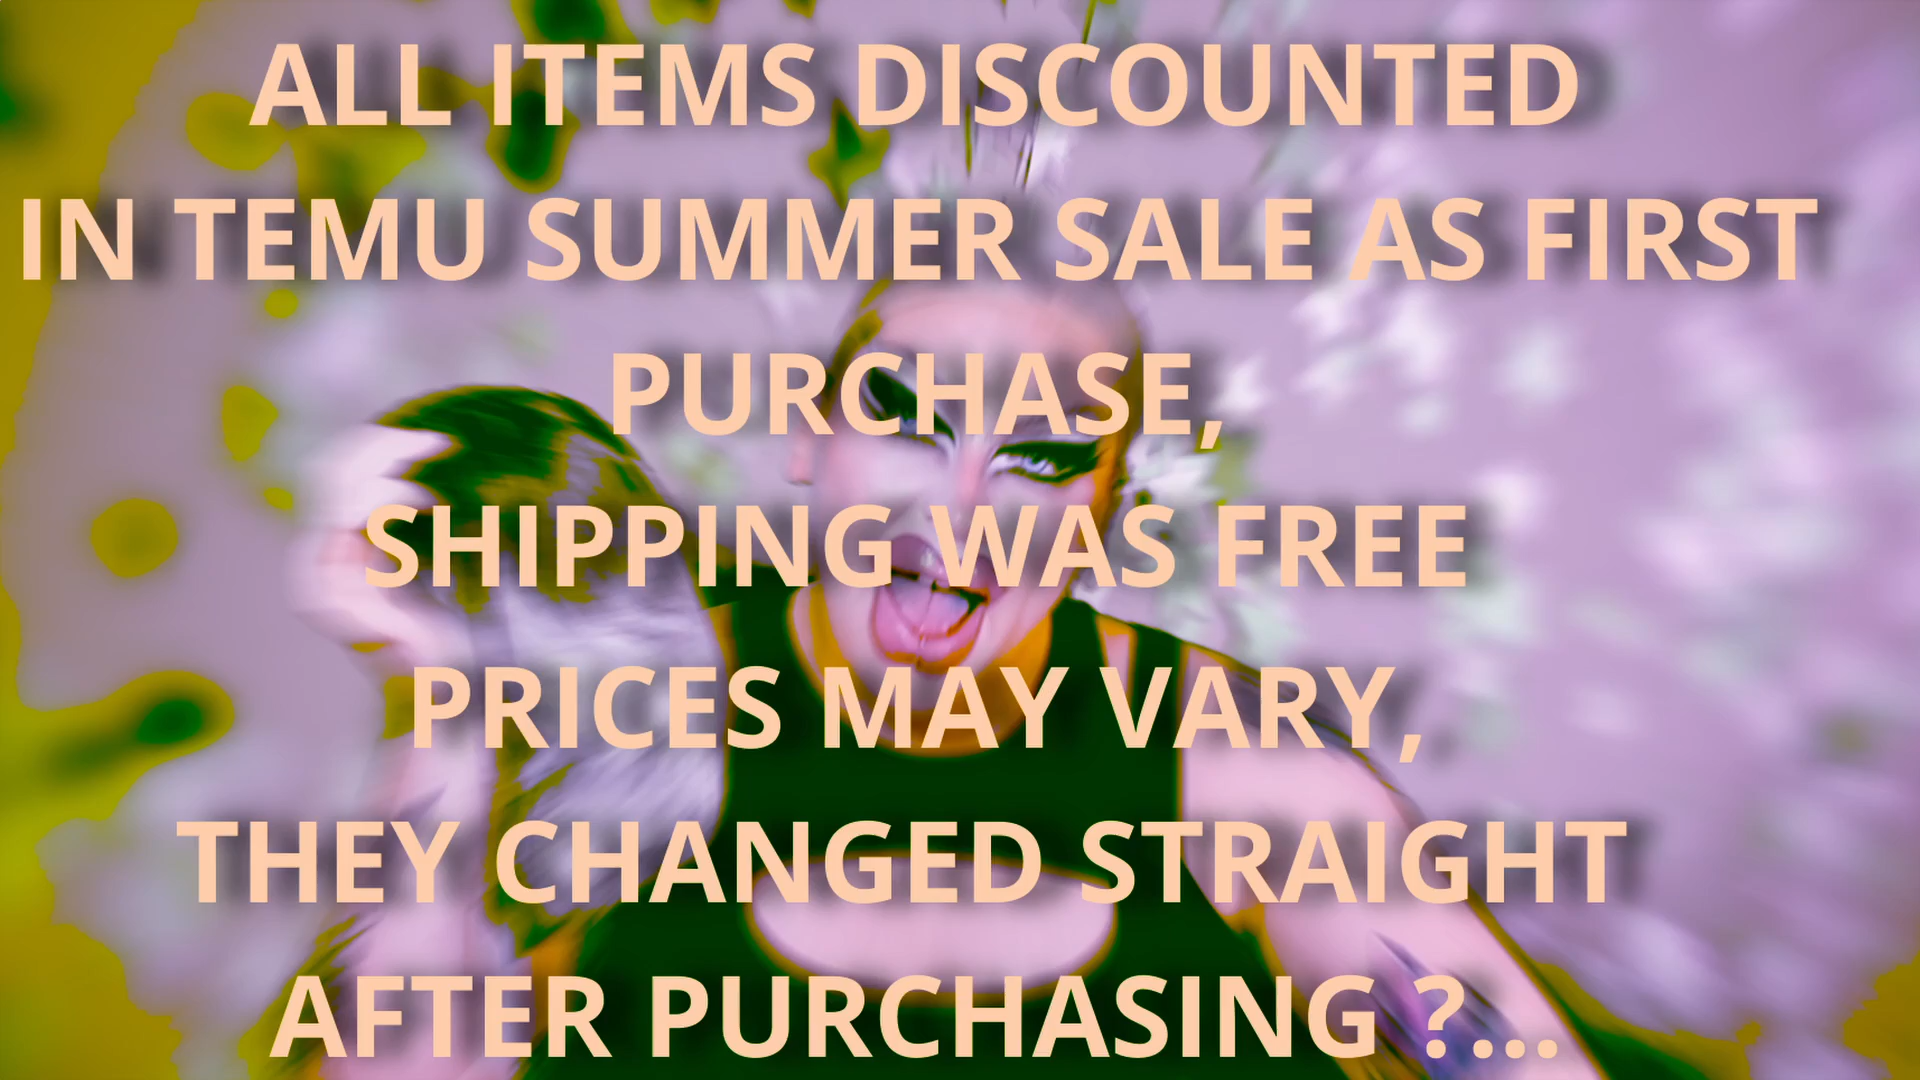 ALL ITEMS DISCOUNTED
IN TEMU SUMMER SALE AS FIRST
PURCHASE,
SHIPPING WAS FREE
PRICES MAY VARY,
THEY CHANGED STRAIGHT
AFTER PURCHASING ?...